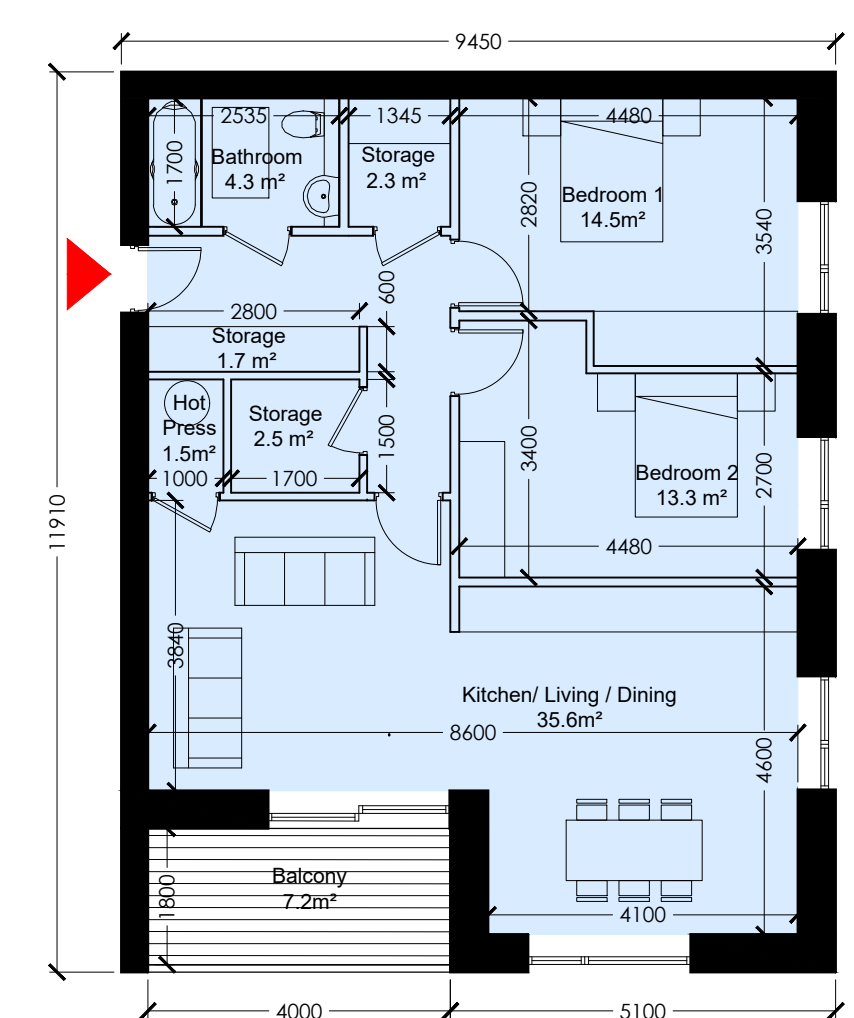 9450
2535
1345
4480
1700
Bathroom
4.3 m²
Storage
2.3 m²
2820
Bedroom 1
14.5m²
3540
2800
600
Storage
1.7 m²
Hot
Press
1.5m²
Storage
2.5 m²
1500
1000
1700
3400
Bedroom 2
13.3 m²
2700
4480
11910
3840
Kitchen/ Living / Dining
35.6m²
8600
4600
Balcony
7.2m²
1800
4100
4000
5100